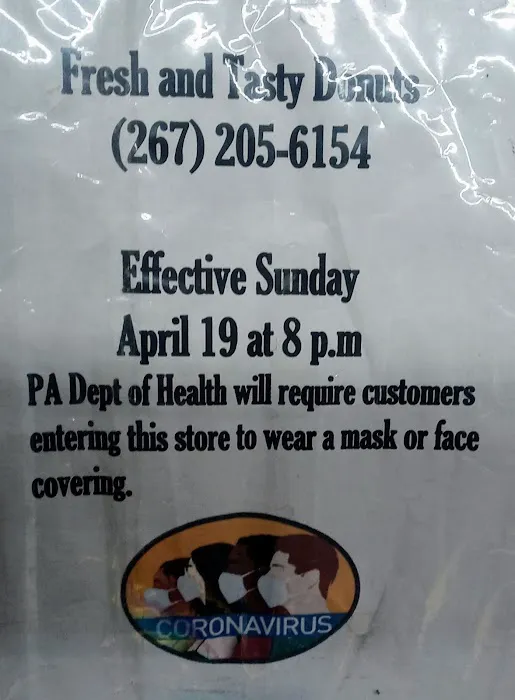 Fresh and Tasty Donuts
(267) 205-6154
Effective Sunday
April 19 at 8 p.m
PA Dept of Health will require customers
entering this store to wear a mask or face
covering.
CORONAVIRUS